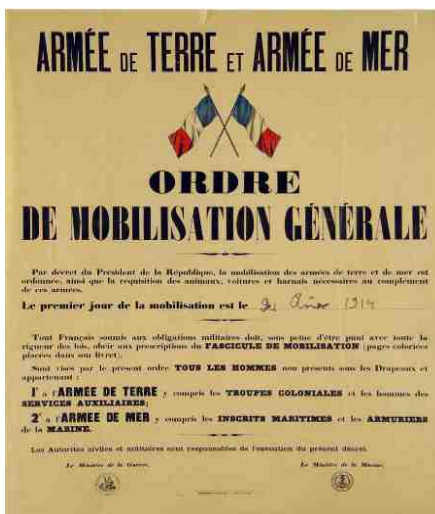 ARMÉE DE TERRE ET ARMÉE DE MER
ORDRE
DE MOBILISATION GÉNÉRALE
Par décret du Président de la République, la mobilisation des armées de terre et de mer est
ordonnée, ainsi que la réquisition des animaux, voitures et harnais nécessaires au complément
de ces armées.
Le premier jour de la mobilisation est le 1914
Tout Français soumis aux obligations militaires doit, sous peine d'être puni avec toute la
rigueur des lois, obéir aux prescriptions du FASCICULE DE MOBILISATION (pages coloriées
placées dans son livret).
Sont visés par le présent ordre TOUS LES HOMMES non présents sous les Drapeaux et
appartenant :
1° à l'ARMÉE DE TERRE y compris les TROUPES COLONIALES et les hommes des
SERVICES AUXILIAIRES;
2° à l'ARMÉE DE MER y compris les INSCRITS MARITIMES et les ARMURIERS
de la MARINE.
Les Autorités civiles et militaires sont responsables de l'exécution du présent décret.
Le Ministre de la Guerre, Le Ministre de la Marine,